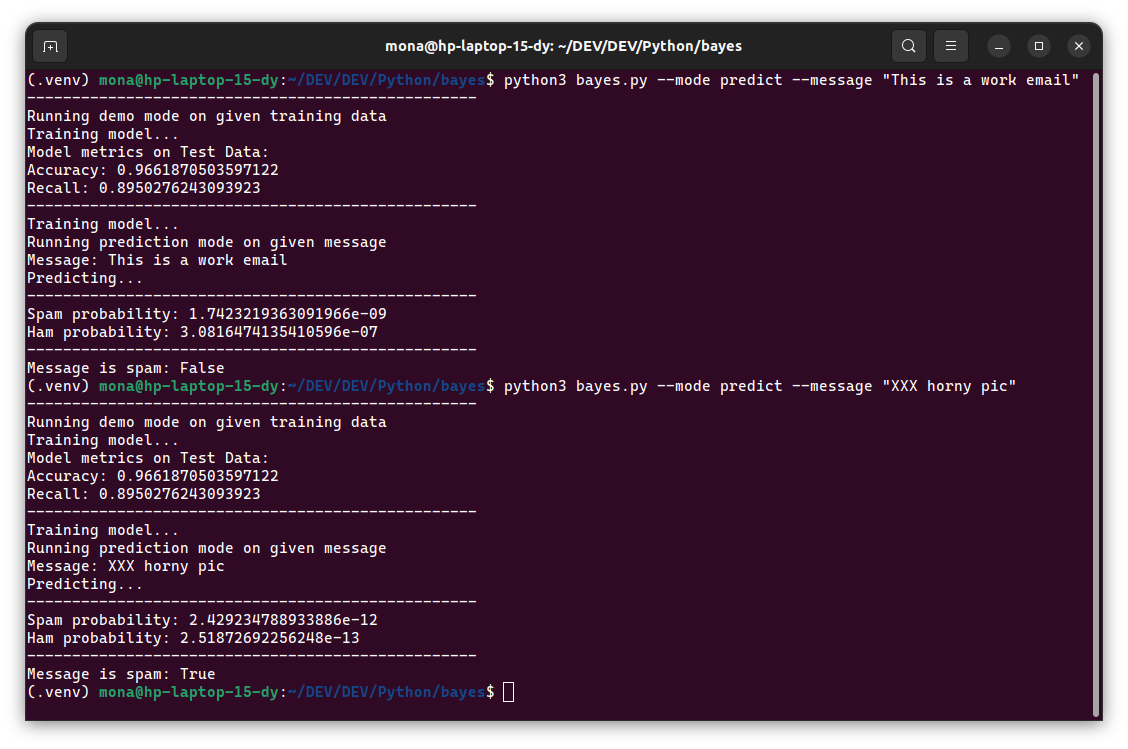 mona@hp-laptop-15-dy: ~/DEV/DEV/Python/bayes
(.venv) mona@hp-laptop-15-dy:~/DEV/DEV/Python/bayes$ python3 bayes.py --mode predict --message "This is a work email"
--------------------------------------------------
Running demo mode on given training data
Training model...
Model metrics on Test Data:
Accuracy: 0.9661870503597122
Recall: 0.8950276243093923
--------------------------------------------------
Training model...
Running prediction mode on given message
Message: This is a work email
Predicting...
--------------------------------------------------
Spam probability: 1.7423219363091966e-09
Ham probability: 3.0816474135410596e-07
--------------------------------------------------
Message is spam: False
(.venv) mona@hp-laptop-15-dy:~/DEV/DEV/Python/bayes$ python3 bayes.py --mode predict --message "XXX horny pic"
--------------------------------------------------
Running demo mode on given training data
Training model...
Model metrics on Test Data:
Accuracy: 0.9661870503597122
Recall: 0.8950276243093923
--------------------------------------------------
Training model...
Running prediction mode on given message
Message: XXX horny pic
Predicting...
--------------------------------------------------
Spam probability: 2.429234788933886e-12
Ham probability: 2.51872692256248e-13
--------------------------------------------------
Message is spam: True
(.venv) mona@hp-laptop-15-dy:~/DEV/DEV/Python/bayes$